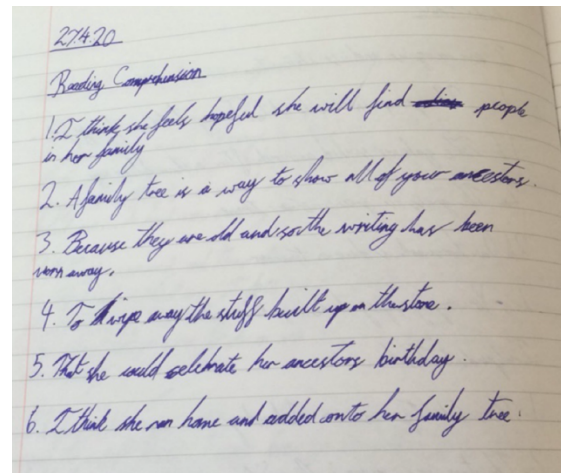 27.4.20
Reading Comprehension
1. I think she feels hopeful she will find people
in her family
2. A family tree is a way to show all of your ancestors.
3. Because they are old and so the writing has been
worn away.
4. To wipe away the stuff built up on the stone.
5. That she could celebrate her ancestors birthday.
6. I think she ran home and added onto her family tree.